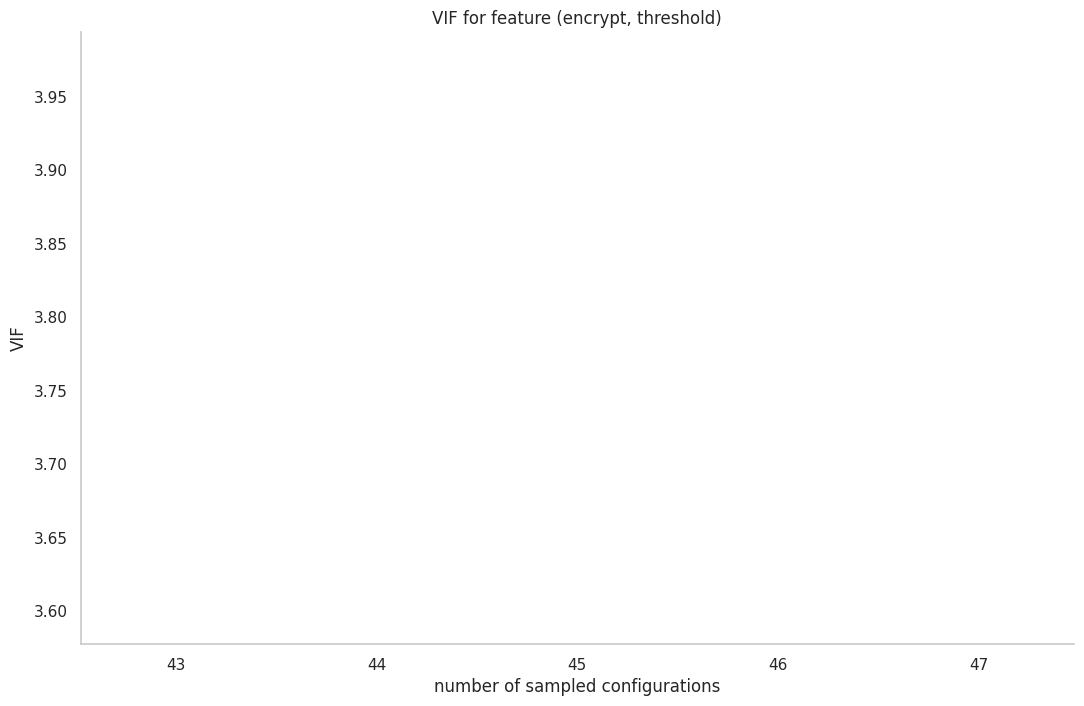 VIF for feature (encrypt, threshold)
3.95
3.90
3.85
3.80
3.75
3.70
3.65
3.60
VIF
43 44 45 46 47
number of sampled configurations